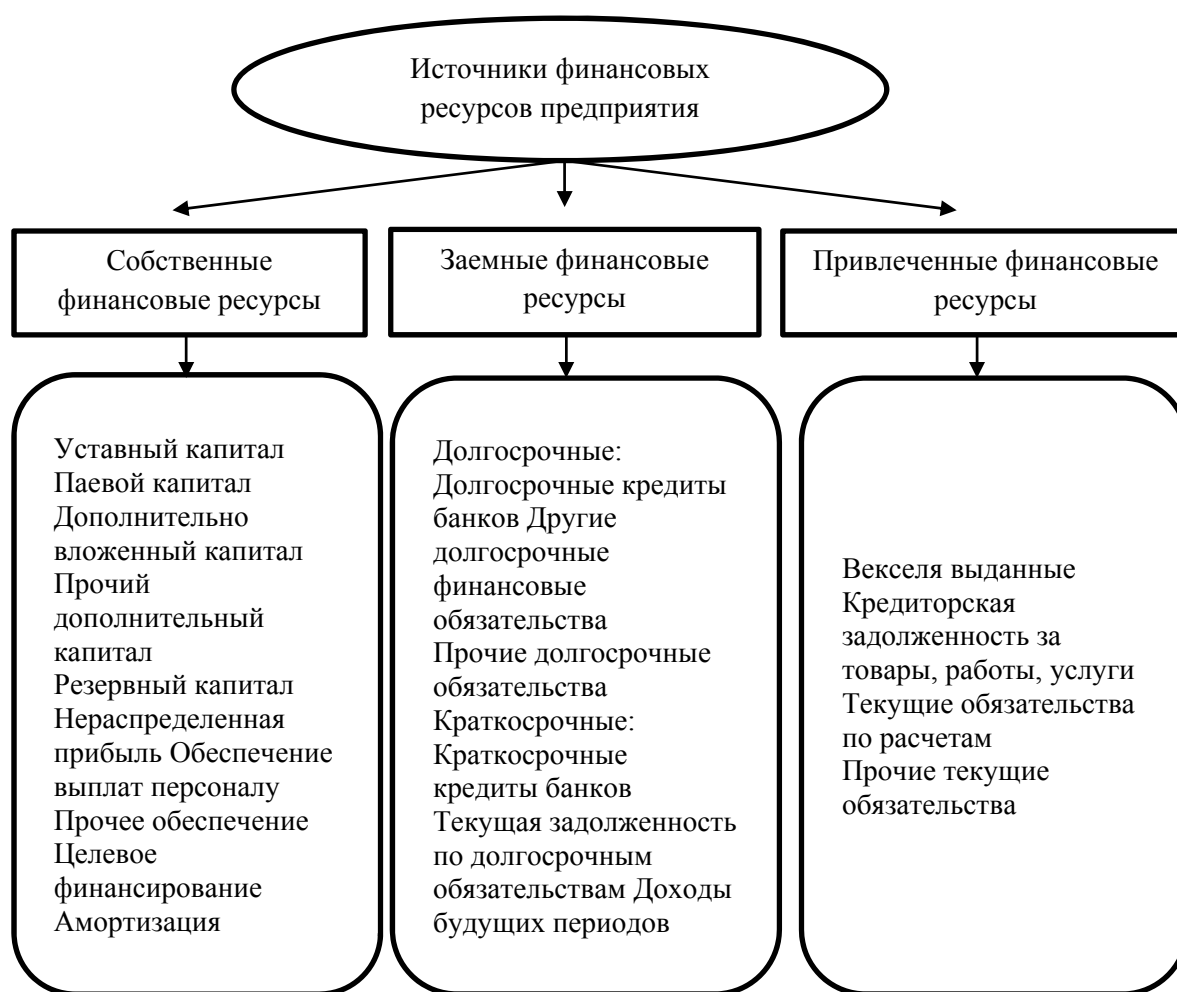 Источники финансовых
ресурсов предприятия
Собственные
финансовые ресурсы
Заемные финансовые
ресурсы
Привлеченные финансовые
ресурсы
Уставный капитал
Паевой капитал
Дополнительно
вложенный капитал
Прочий
дополнительный
капитал
Резервный капитал
Нераспределенная
прибыль Обеспечение
выплат персоналу
Прочее обеспечение
Целевое
финансирование
Амортизация
Долгосрочные:
Долгосрочные кредиты
банков Другие
долгосрочные
финансовые
обязательства
Прочие долгосрочные
обязательства
Краткосрочные:
Краткосрочные
кредиты банков
Текущая задолженность
по долгосрочным
обязательствам Доходы
будущих периодов
Векселя выданные
Кредиторская
задолженность за
товары, работы, услуги
Текущие обязательства
по расчетам
Прочие текущие
обязательства